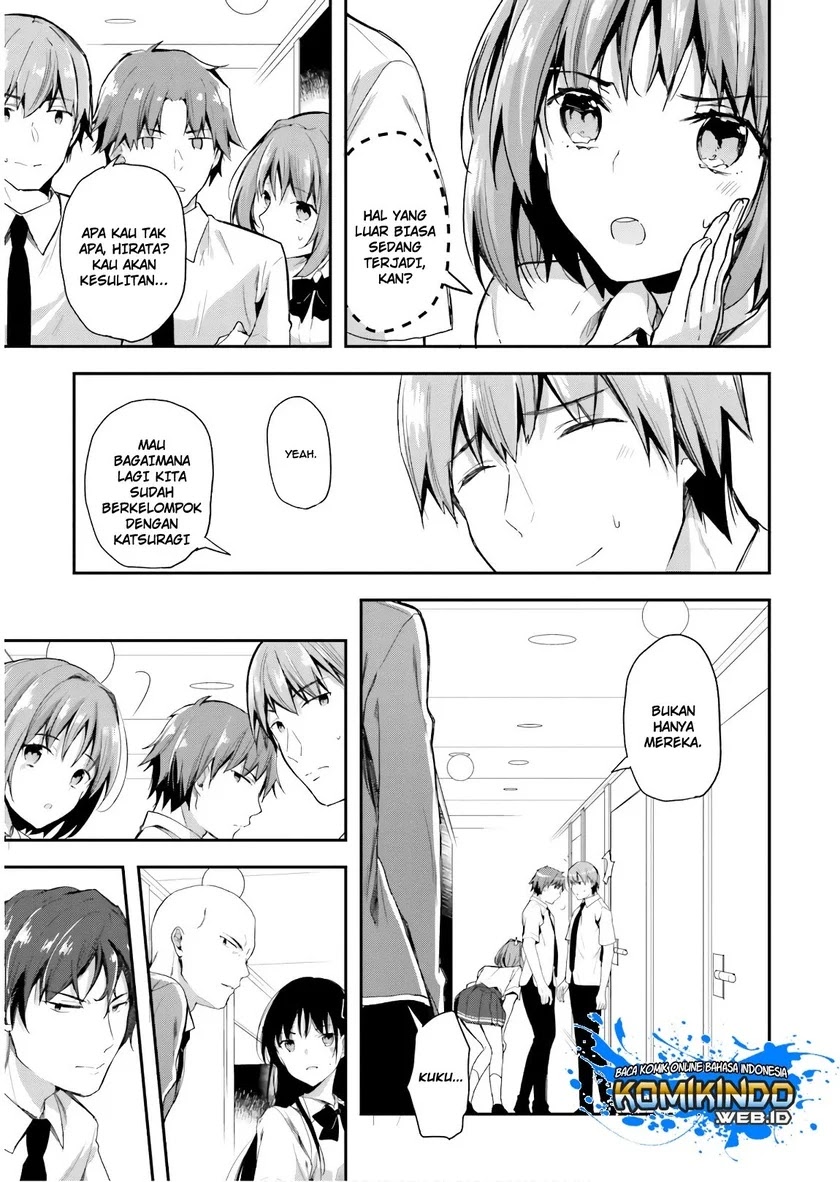 HAL YANG
LUAR BIASA
SEDANG
TERJADI,
KAN?
APA KAU TAK
APA, HIRATA?
KAU AKAN
KESULITAN...
YEAH.
MAU
BAGAIMANA
LAGI KITA
SUDAH
BERKELOMPOK
DENGAN
KATSURAGI
BUKAN
HANYA
MEREKA.
KUKU...
BACA KOMIK ONLINE BAHASA INDONESIA
KOMIKINDO
WEB.ID